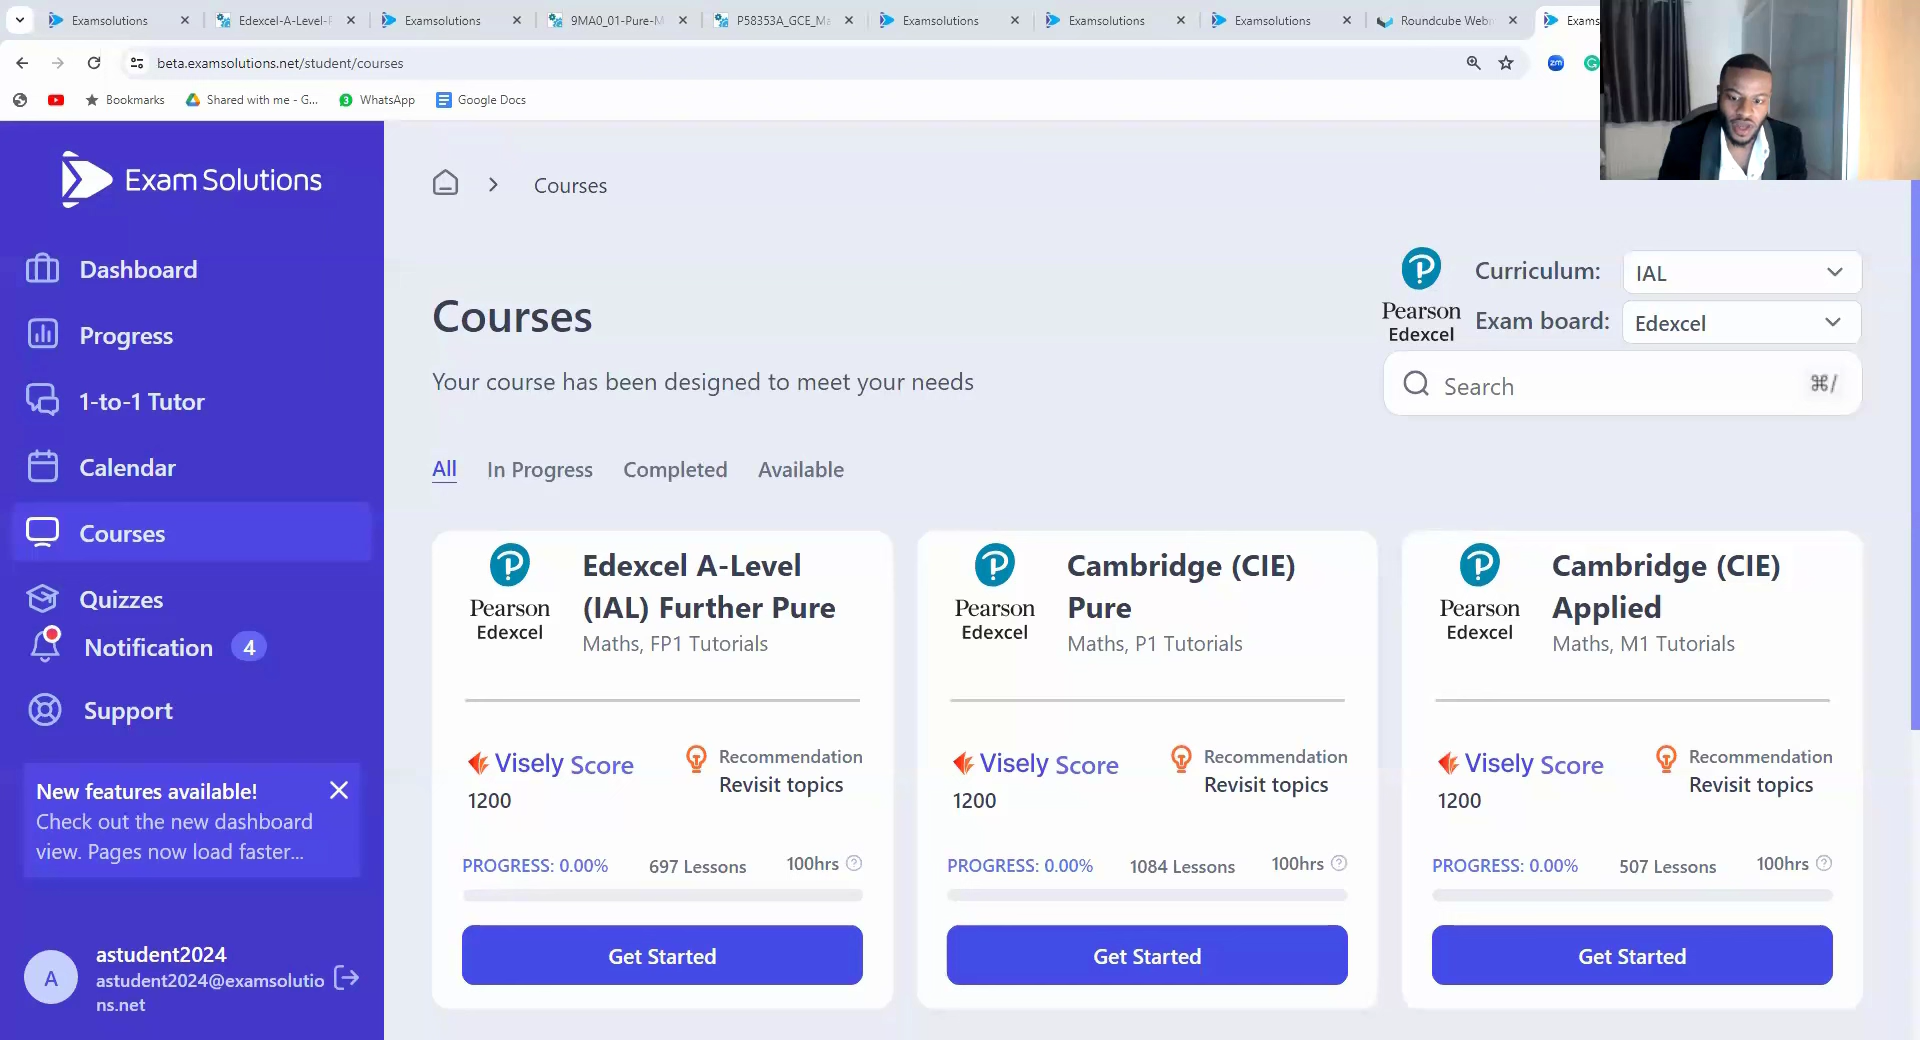 Examsolutions
Edexcel-A-Level-F
Examsolutions
9MA0_01-Pure-M
P58353A_GCE_Ma
Examsolutions
Examsolutions
Examsolutions
Roundcube Webm
Exams
beta.examsolutions.net/student/courses
zm
Bookmarks
Shared with me - G...
3 WhatsApp
Google Docs
Exam Solutions
Dashboard
Progress
1-to-1 Tutor
Calendar
Courses
Quizzes
Notification 4
Support
New features available!
Check out the new dashboard
view. Pages now load faster...
A
astudent2024
astudent2024@examsolutio
ns.net
Courses
Courses
Your course has been designed to meet your needs
Pearson
Edexcel
Curriculum: IAL
Exam board: Edexcel
Search ⌘/
All In Progress Completed Available
Pearson
Edexcel
Edexcel A-Level
(IAL) Further Pure
Maths, FP1 Tutorials
Visely Score
1200
Recommendation
Revisit topics
PROGRESS: 0.00% 697 Lessons 100hrs
Get Started
Pearson
Edexcel
Cambridge (CIE)
Pure
Maths, P1 Tutorials
Visely Score
1200
Recommendation
Revisit topics
PROGRESS: 0.00% 1084 Lessons 100hrs
Get Started
Pearson
Edexcel
Cambridge (CIE)
Applied
Maths, M1 Tutorials
Visely Score
1200
Recommendation
Revisit topics
PROGRESS: 0.00% 507 Lessons 100hrs
Get Started